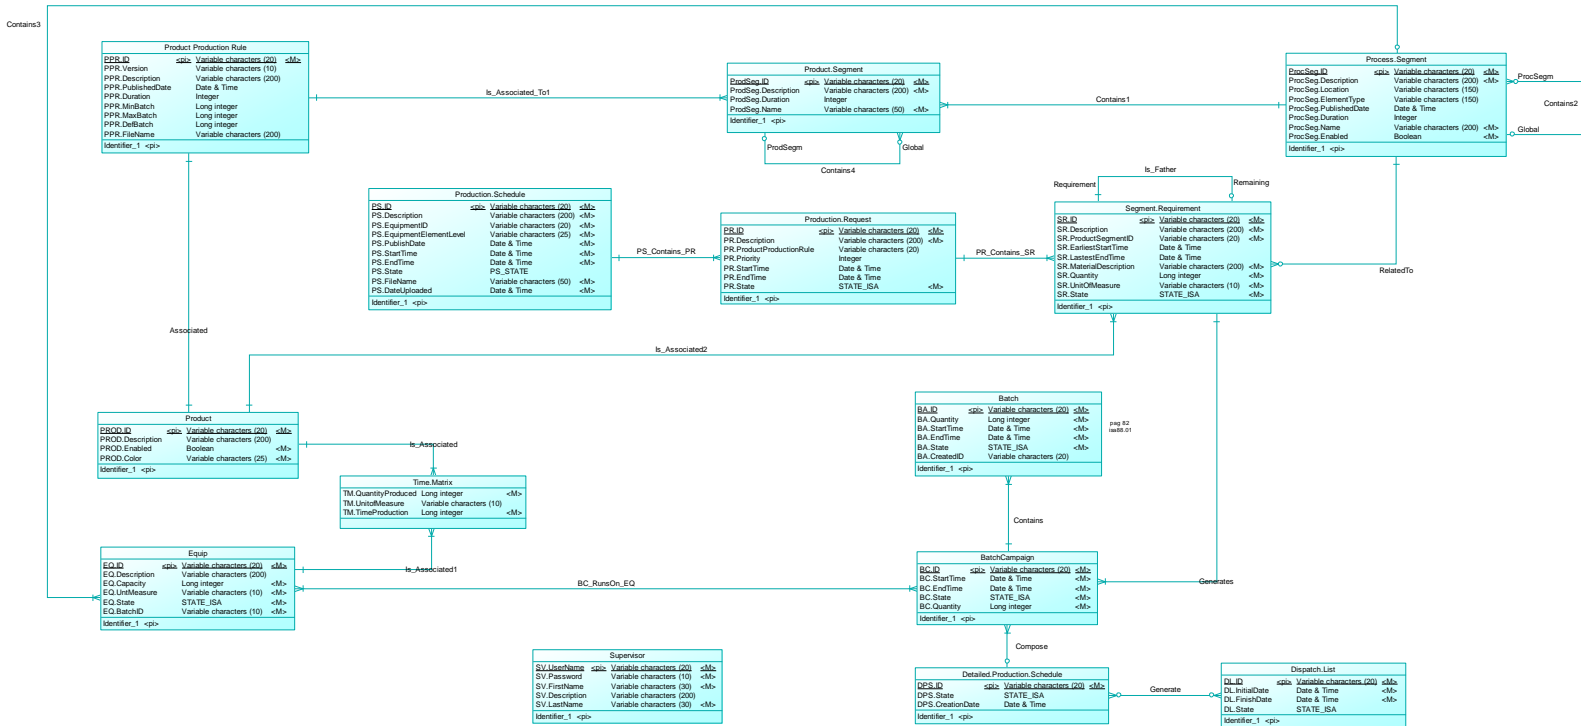 Contains3
Product Production Rule
PPR.ID <pi> Variable characters (20) <M>
PPR.Version Variable characters (10)
PPR.Description Variable characters (200)
PPR.PublishedDate Date & Time
PPR.Duration Integer
PPR.MinBatch Long integer
PPR.MaxBatch Long integer
PPR.DefBatch Long integer
PPR.FileName Variable characters (200)
Identifier_1 <pi>
Is_Associated_To1
Product.Segment
ProdSeg.ID <pi> Variable characters (20) <M>
ProdSeg.Description Variable characters (200) <M>
ProdSeg.Duration Integer
ProdSeg.Name Variable characters (50) <M>
Identifier_1 <pi>
ProdSegm
Global
Contains4
Contains1
Process.Segment
ProcSeg.ID <pi> Variable characters (20) <M>
ProcSeg.Description Variable characters (200) <M>
ProcSeg.Location Variable characters (150)
ProcSeg.ElementType Variable characters (150)
ProcSeg.PublishedDate Date & Time
ProcSeg.Duration Integer
ProcSeg.Name Variable characters (200) <M>
ProcSeg.Enabled Boolean <M>
Identifier_1 <pi>
ProcSegm
Contains2
Global
Production.Schedule
PS.ID <pi> Variable characters (20) <M>
PS.Description Variable characters (200) <M>
PS.EquipmentID Variable characters (20) <M>
PS.EquipmentElementLevel Variable characters (25) <M>
PS.PublishDate Date & Time <M>
PS.StartTime Date & Time <M>
PS.EndTime Date & Time <M>
PS.State PS_STATE
PS.FileName Variable characters (50) <M>
PS.DateUploaded Date & Time <M>
Identifier_1 <pi>
PS_Contains_PR
Production.Request
PR.ID <pi> Variable characters (20) <M>
PR.Description Variable characters (200) <M>
PR.ProductProductionRule Variable characters (20)
PR.Priority Integer
PR.StartTime Date & Time
PR.EndTime Date & Time
PR.State STATE_ISA <M>
Identifier_1 <pi>
PR_Contains_SR
Is_Father
Requirement
Remaining
Segment.Requirement
SR.ID <pi> Variable characters (20) <M>
SR.Description Variable characters (200) <M>
SR.ProductSegmentID Variable characters (20) <M>
SR.EarliestStartTime Date & Time
SR.LastestEndTime Date & Time
SR.MaterialDescription Variable characters (200) <M>
SR.Quantity Long integer <M>
SR.UnitOfMeasure Variable characters (10) <M>
SR.State STATE_ISA <M>
Identifier_1 <pi>
RelatedTo
Associated
Is_Associated2
Product
PROD.ID <pi> Variable characters (20) <M>
PROD.Description Variable characters (200)
PROD.Enabled Boolean <M>
PROD.Color Variable characters (25) <M>
Identifier_1 <pi>
Is_Associated
Time.Matrix
TM.QuantityProduced Long integer <M>
TM.UnitofMeasure Variable characters (10)
TM.TimeProduction Long integer <M>
Batch
BA.ID <pi> Variable characters (20) <M>
BA.Quantity Long integer <M>
BA.StartTime Date & Time <M>
BA.EndTime Date & Time <M>
BA.State STATE_ISA <M>
BA.CreatedID Variable characters (20)
Identifier_1 <pi>
pag 82
isa88.01
Contains
Equip
EQ.ID <pi> Variable characters (20) <M>
EQ.Description Variable characters (200)
EQ.Capacity Long integer <M>
EQ.UntMeasure Variable characters (10) <M>
EQ.State STATE_ISA <M>
EQ.BatchID Variable characters (10) <M>
Identifier_1 <pi>
Is_Associated1
BC_RunsOn_EQ
BatchCampaign
BC.ID <pi> Variable characters (20) <M>
BC.StartTime Date & Time <M>
BC.EndTime Date & Time <M>
BC.State STATE_ISA <M>
BC.Quantity Long integer <M>
Identifier_1 <pi>
Generates
Compose
Supervisor
SV.UserName <pi> Variable characters (20) <M>
SV.Password Variable characters (10) <M>
SV.FirstName Variable characters (30) <M>
SV.Description Variable characters (200)
SV.LastName Variable characters (30) <M>
Identifier_1 <pi>
Detailed.Production.Schedule
DPS.ID <pi> Variable characters (20) <M>
DPS.State STATE_ISA
DPS.CreationDate Date & Time
Identifier_1 <pi>
Generate
Dispatch.List
DL.ID <pi> Variable characters (20) <M>
DL.InitialDate Date & Time <M>
DL.FinishDate Date & Time <M>
DL.State STATE_ISA
Identifier_1 <pi>